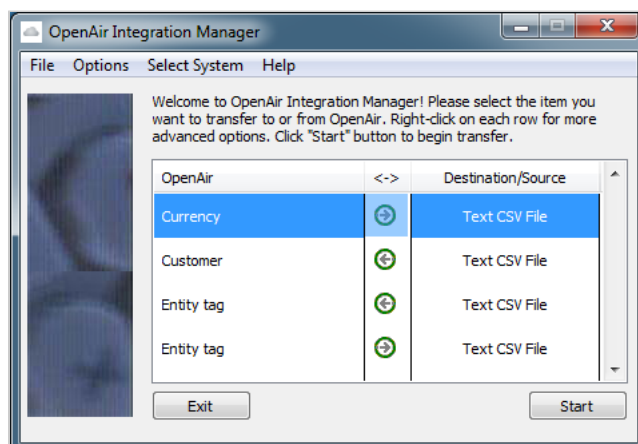 OpenAir Integration Manager
File Options Select System Help
Welcome to OpenAir Integration Manager! Please select the item you
want to transfer to or from OpenAir. Right-click on each row for more
advanced options. Click "Start" button to begin transfer.
OpenAir <-> Destination/Source
Currency Text CSV File
Customer Text CSV File
Entity tag Text CSV File
Entity tag Text CSV File
Exit Start